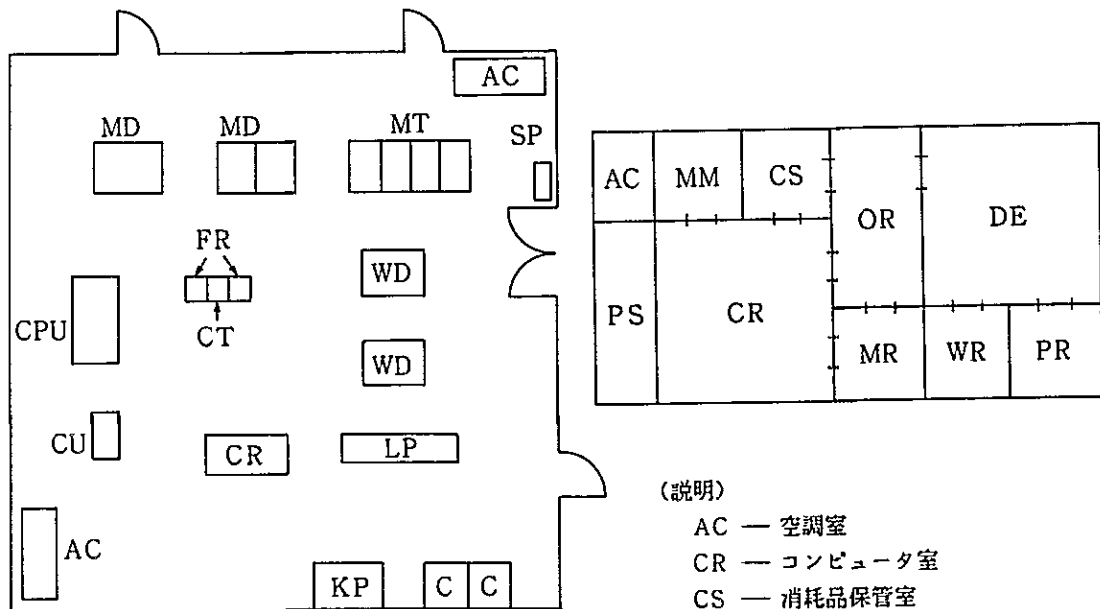 AC
MD
MD
MT
SP
FR
WD
CPU
CT
WD
CU
CR
LP
AC
KP
C
C
AC
MM
CS
OR
DE
PS
CR
MR
WR
PR
(説明)
AC — 空調室
CR — コンピュータ室
CS — 消耗品保管室